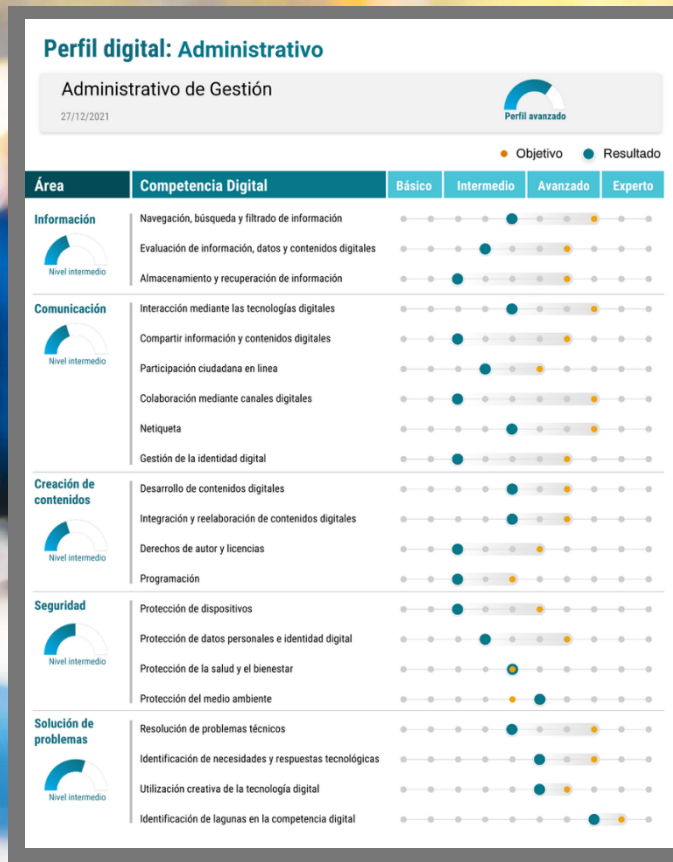 Perfil digital: Administrativo
Administrativo de Gestión
27/12/2021
Perfil avanzado
Objetivo Resultado
Área Competencia Digital Básico Intermedio Avanzado Experto
Información
Nivel intermedio
Navegación, búsqueda y filtrado de información
Evaluación de información, datos y contenidos digitales
Almacenamiento y recuperación de información
Comunicación
Nivel intermedio
Interacción mediante las tecnologías digitales
Compartir información y contenidos digitales
Participación ciudadana en linea
Colaboración mediante canales digitales
Netiqueta
Gestión de la identidad digital
Creación de
contenidos
Nivel intermedio
Desarrollo de contenidos digitales
Integración y reelaboración de contenidos digitales
Derechos de autor y licencias
Programación
Seguridad
Nivel intermedio
Protección de dispositivos
Protección de datos personales e identidad digital
Protección de la salud y el bienestar
Protección del medio ambiente
Solución de
problemas
Nivel intermedio
Resolución de problemas técnicos
Identificación de necesidades y respuestas tecnológicas
Utilización creativa de la tecnología digital
Identificación de lagunas en la competencia digital